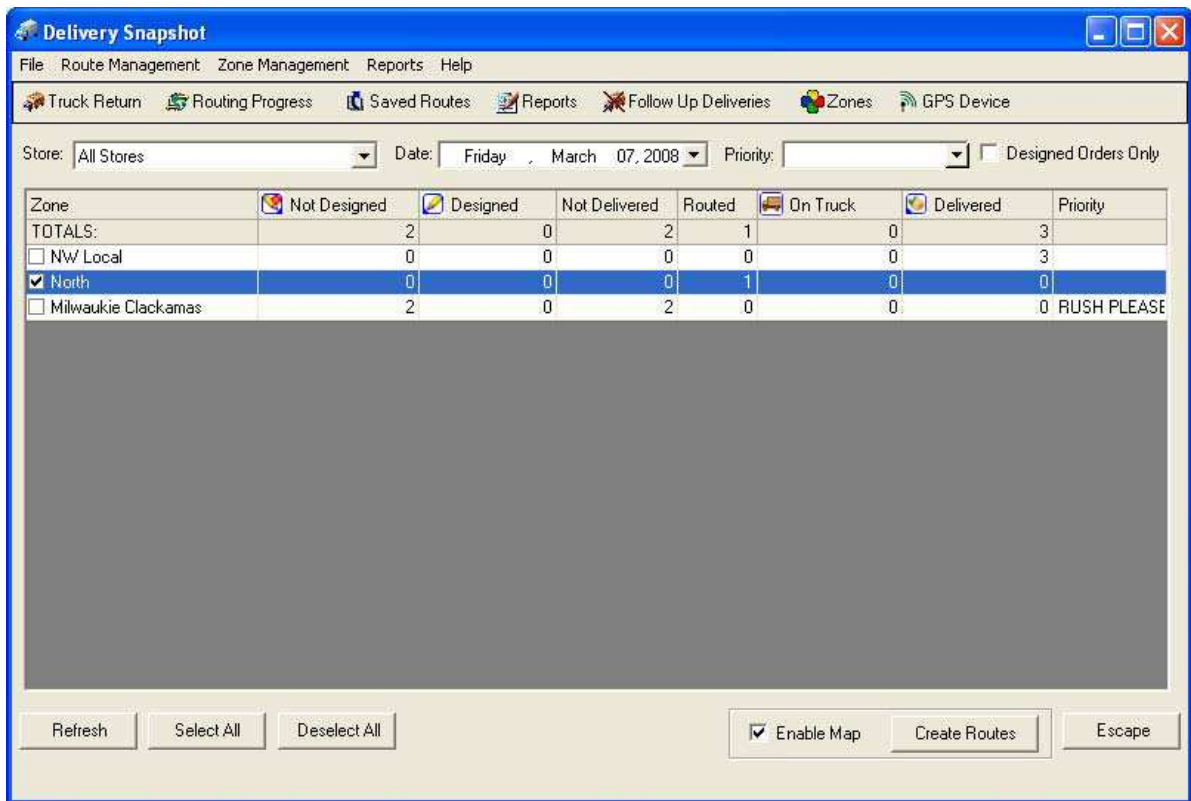 Delivery Snapshot
File Route Management Zone Management Reports Help
Truck Return Routing Progress Saved Routes Reports Follow Up Deliveries Zones GPS Device
Store: All Stores Date: Friday , March 07, 2008 Priority: Designed Orders Only
Zone Not Designed Designed Not Delivered Routed On Truck Delivered Priority
TOTALS: 2 0 2 1 0 3
NW Local 0 0 0 0 0 3
North 0 0 0 1 0 0
Milwaukie Clackamas 2 0 2 0 0 0 RUSH PLEASE
Refresh Select All Deselect All Enable Map Create Routes Escape